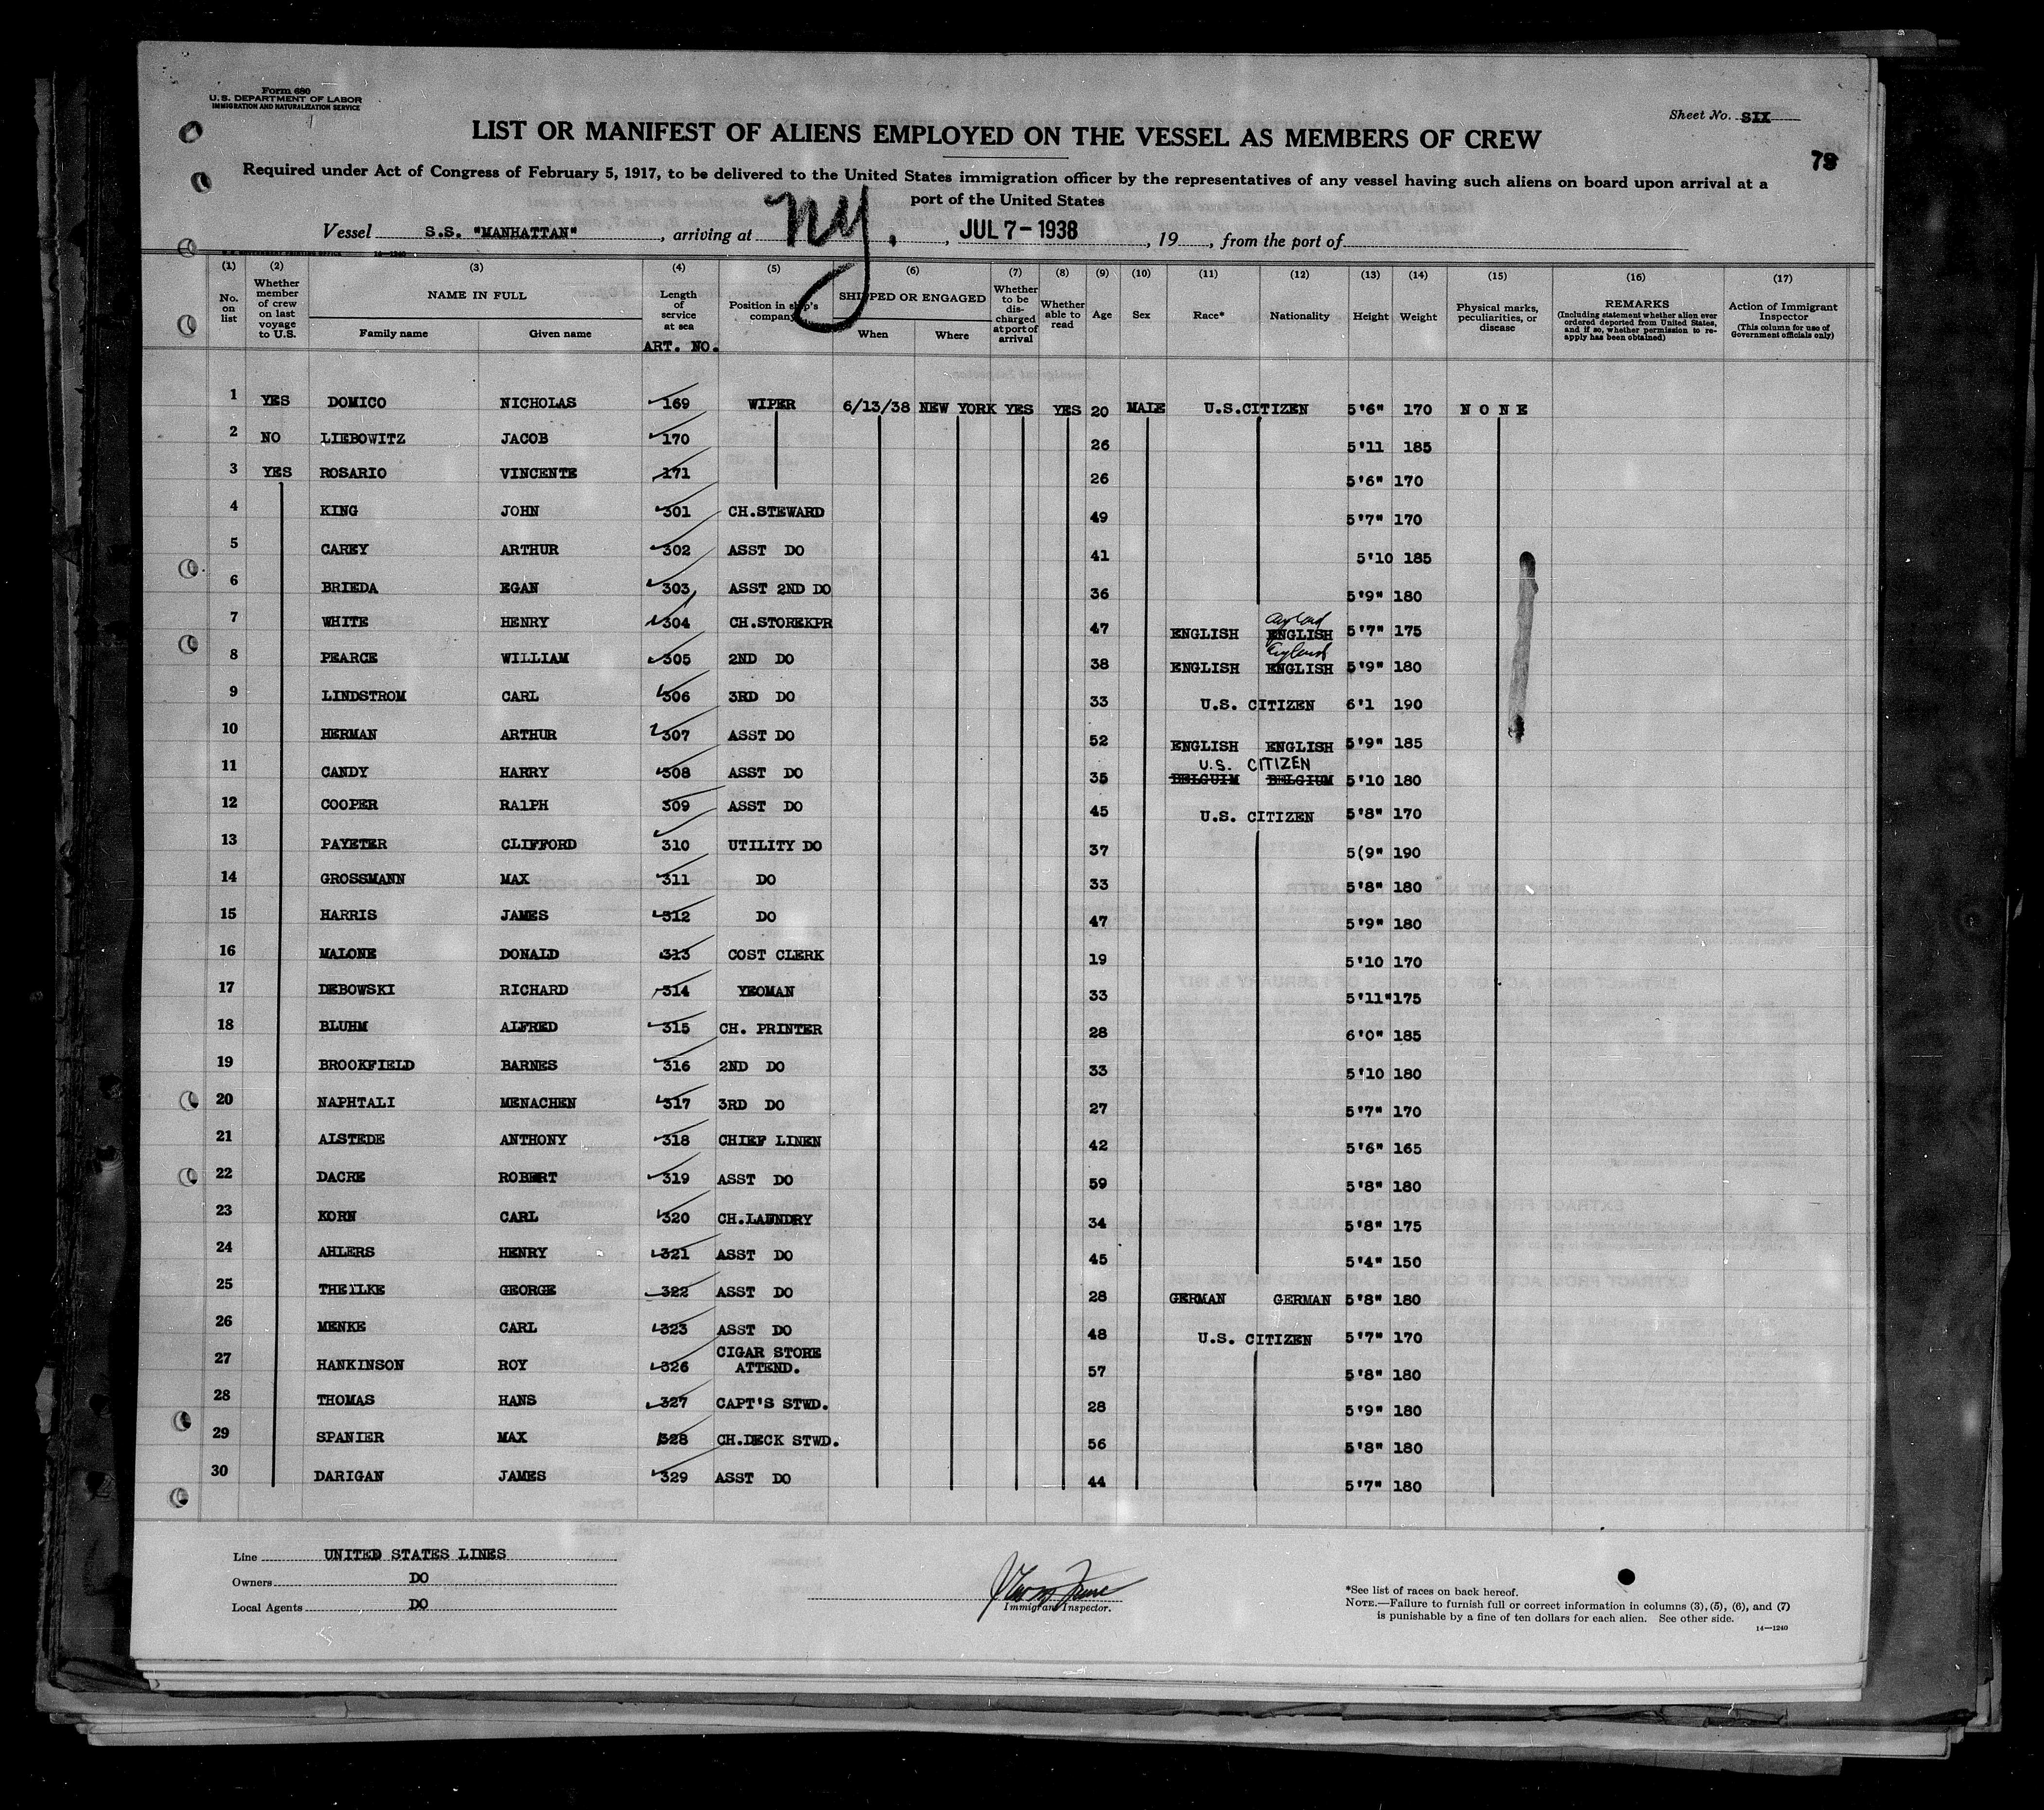 Form 680
U.S. DEPARTMENT OF LABOR
IMMIGRATION AND NATURALIZATION SERVICE
Sheet No. SIX
LIST OR MANIFEST OF ALIENS EMPLOYED ON THE VESSEL AS MEMBERS OF CREW
Required under Act of Congress of February 5, 1917, to be delivered to the United States immigration officer by the representatives of any vessel having such aliens on board upon arrival at a
port of the United States
Vessel S.S. "MANHATTAN", arriving at NY., JUL 7 - 1938, 19, from the port of
(1) (2) (3) (4) (5) (6) (7) (8) (9) (10) (11) (12) (13) (14) (15) (16) (17)
No. on list
Whether member of crew on last voyage to U.S.
NAME IN FULL
Family name Given name
Length of service at sea
ART. NO.
Position in ship's company
SHIPPED OR ENGAGED
When Where
Whether to be discharged at port of arrival
Whether able to read
Age
Sex
Race*
Nationality
Height
Weight
Physical marks, peculiarities, or disease
REMARKS
(Including statement whether alien ever ordered deported from United States, and if so, whether permission to reapply has been obtained)
Action of Immigrant Inspector
(This column for use of Government officials only)
1 YES DOMICO NICHOLAS 169 WIPER 6/13/38 NEW YORK YES YES 20 MALE U.S.CITIZEN 5'6" 170 N O N E
2 NO LIEBOWITZ JACOB 170 26 5'11 185
3 YES ROSARIO VINCENTE 171 26 5'6" 170
4 KING JOHN 301 CH.STEWARD 49 5'7" 170
5 CAREY ARTHUR 302 ASST DO 41 5'10 185
6 BRIEDA EGAN 303 ASST 2ND DO 36 5'9" 180
7 WHITE HENRY 304 CH.STOREKPR 47 ENGLISH ENGLISH England 5'7" 175
8 PEARCE WILLIAM 305 2ND DO 38 ENGLISH ENGLISH England 5'9" 180
9 LINDSTROM CARL 306 3RD DO 33 U.S. CITIZEN 6'1 190
10 HERMAN ARTHUR 307 ASST DO 52 ENGLISH ENGLISH 5'9" 185
11 CANDY HARRY 308 ASST DO 35 U.S. CITIZEN BELGUIM BELGIUM 5'10 180
12 COOPER RALPH 309 ASST DO 45 U.S. CITIZEN 5'8" 170
13 PAYETER CLIFFORD 310 UTILITY DO 37 5(9" 190
14 GROSSMANN MAX 311 DO 33 5'8" 180
15 HARRIS JAMES 312 DO 47 5'9" 180
16 MALONE DONALD 313 COST CLERK 19 5'10 170
17 DEBOWSKI RICHARD 314 YEOMAN 33 5'11" 175
18 BLUHM ALFRED 315 CH. PRINTER 28 6'0" 185
19 BROOKFIELD BARNES 316 2ND DO 33 5'10 180
20 NAPHTALI MENACHEN 317 3RD DO 27 5'7" 170
21 ALSTEDE ANTHONY 318 CHIEF LINEN 42 5'6" 165
22 DACRE ROBERT 319 ASST DO 59 5'8" 180
23 KORN CARL 320 CH.LAUNDRY 34 5'8" 175
24 AHLERS HENRY 321 ASST DO 45 5'4" 150
25 THEILKE GEORGE 322 ASST DO 28 GERMAN GERMAN 5'8" 180
26 MENKE CARL 323 ASST DO 48 U.S. CITIZEN 5'7" 170
27 HANKINSON ROY 326 CIGAR STORE ATTEND. 57 5'8" 180
28 THOMAS HANS 327 CAPT'S STWD. 28 5'9" 180
29 SPANIER MAX 328 CH.DECK STWD. 56 5'8" 180
30 DARIGAN JAMES 329 ASST DO 44 5'7" 180
Line UNITED STATES LINES
Owners DO
Local Agents DO
Immigrant Inspector.
*See list of races on back hereof.
NOTE.—Failure to furnish full or correct information in columns (3), (5), (6), and (7)
is punishable by a fine of ten dollars for each alien. See other side.
14—1240